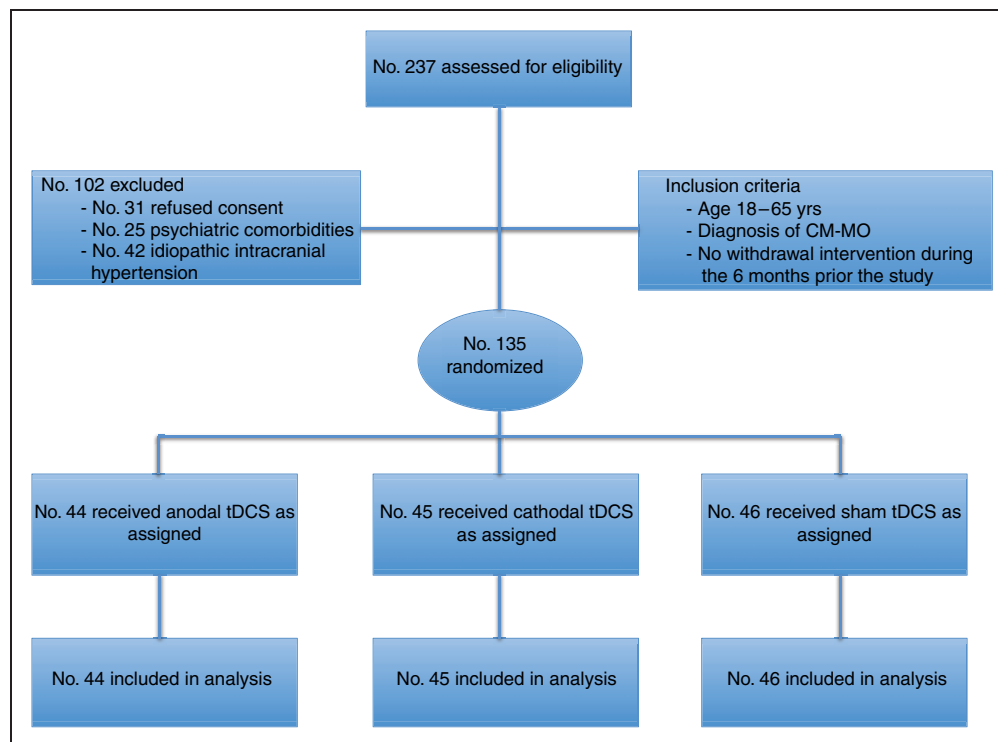 No. 237 assessed for eligibility
No. 102 excluded
- No. 31 refused consent
- No. 25 psychiatric comorbidities
- No. 42 idiopathic intracranial
hypertension
Inclusion criteria
- Age 18–65 yrs
- Diagnosis of CM-MO
- No withdrawal intervention during
the 6 months prior the study
No. 135
randomized
No. 44 received anodal tDCS as
assigned
No. 45 received cathodal tDCS
as assigned
No. 46 received sham tDCS as
assigned
No. 44 included in analysis
No. 45 included in analysis
No. 46 included in analysis